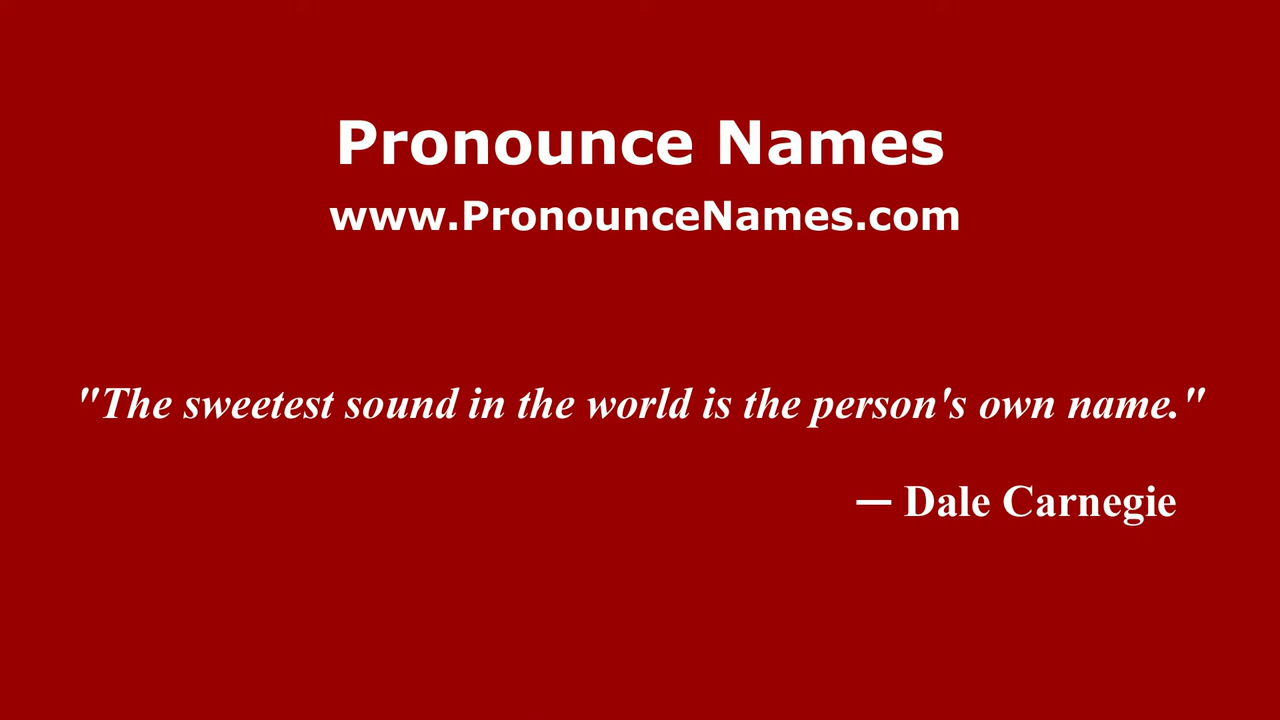 Pronounce Names
www.PronounceNames.com
"The sweetest sound in the world is the person's own name."
— Dale Carnegie